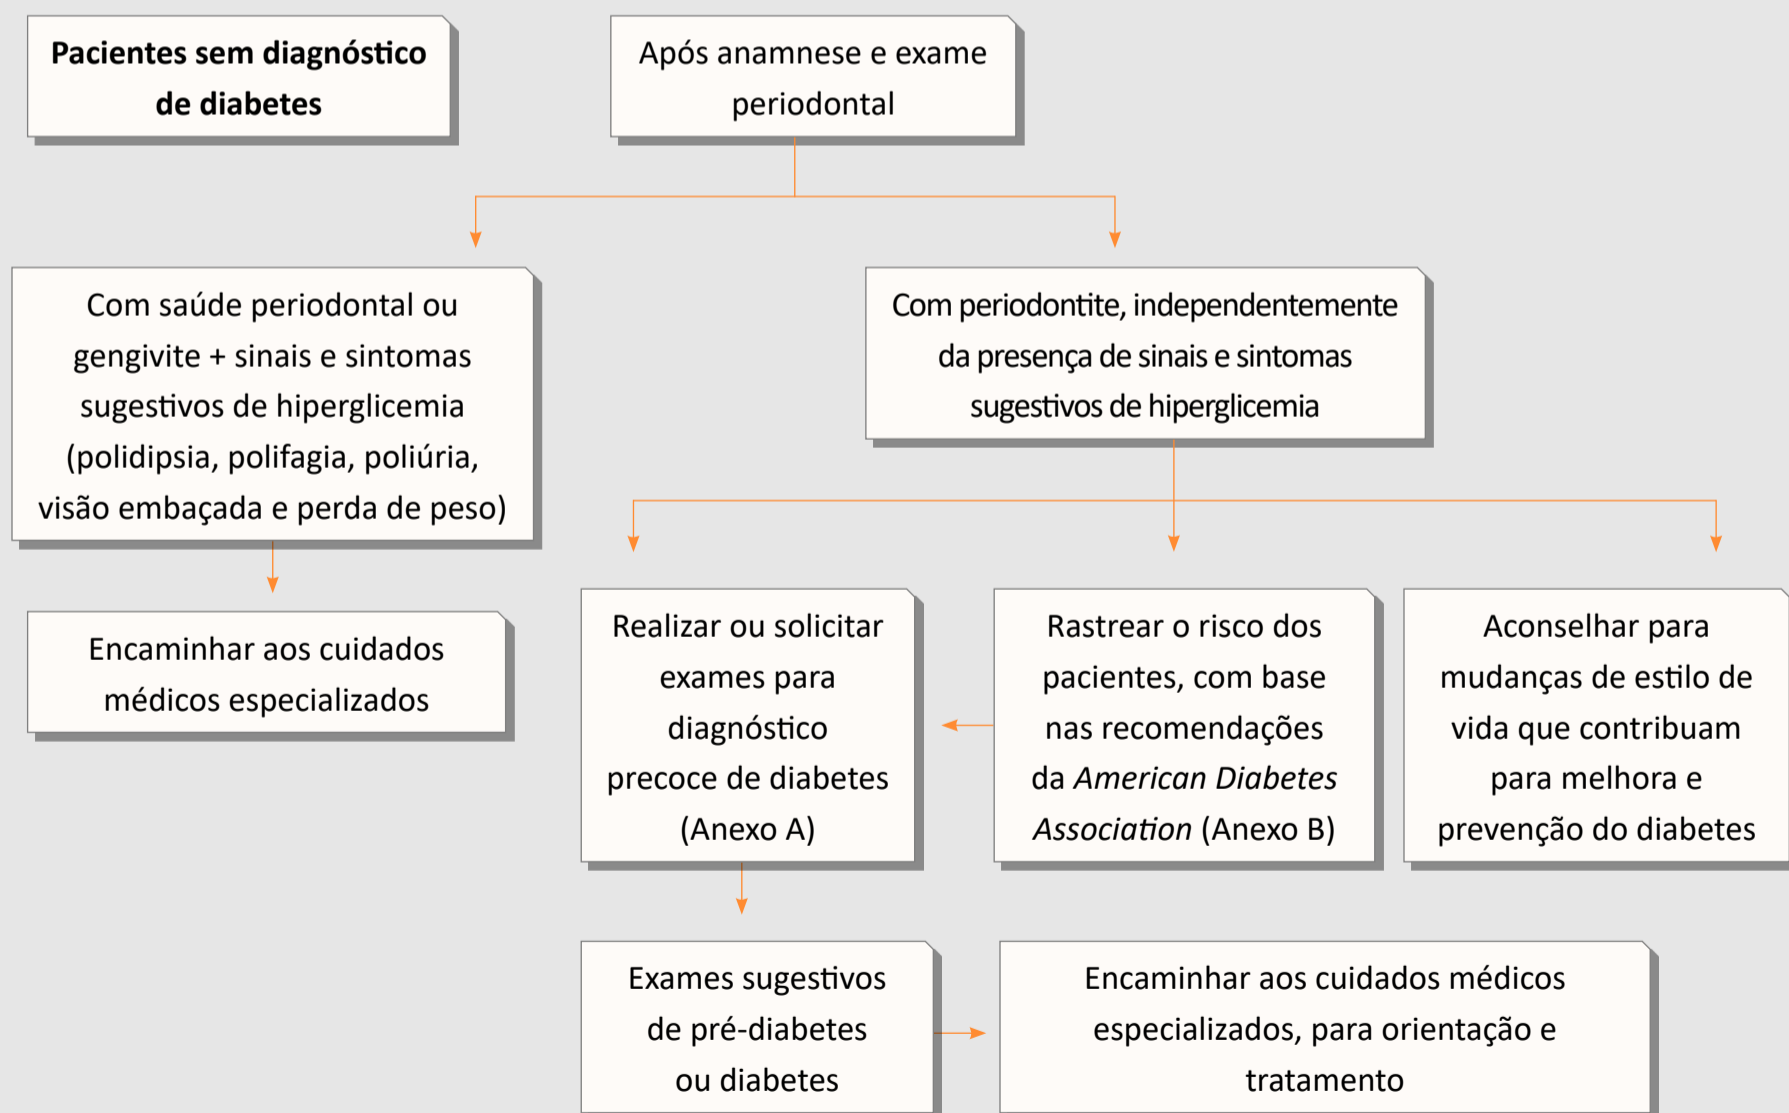 Pacientes sem diagnóstico
de diabetes
Após anamnese e exame
periodontal
Com saúde periodontal ou
gengivite + sinais e sintomas
sugestivos de hiperglicemia
(polidipsia, polifagia, poliúria,
visão embaçada e perda de peso)
Com periodontite, independentemente
da presença de sinais e sintomas
sugestivos de hiperglicemia
Encaminhar aos cuidados
médicos especializados
Realizar ou solicitar
exames para
diagnóstico
precoce de diabetes
(Anexo A)
Rastrear o risco dos
pacientes, com base
nas recomendações
da American Diabetes
Association (Anexo B)
Aconselhar para
mudanças de estilo de
vida que contribuam
para melhora e
prevenção do diabetes
Exames sugestivos
de pré-diabetes
ou diabetes
Encaminhar aos cuidados médicos
especializados, para orientação e
tratamento